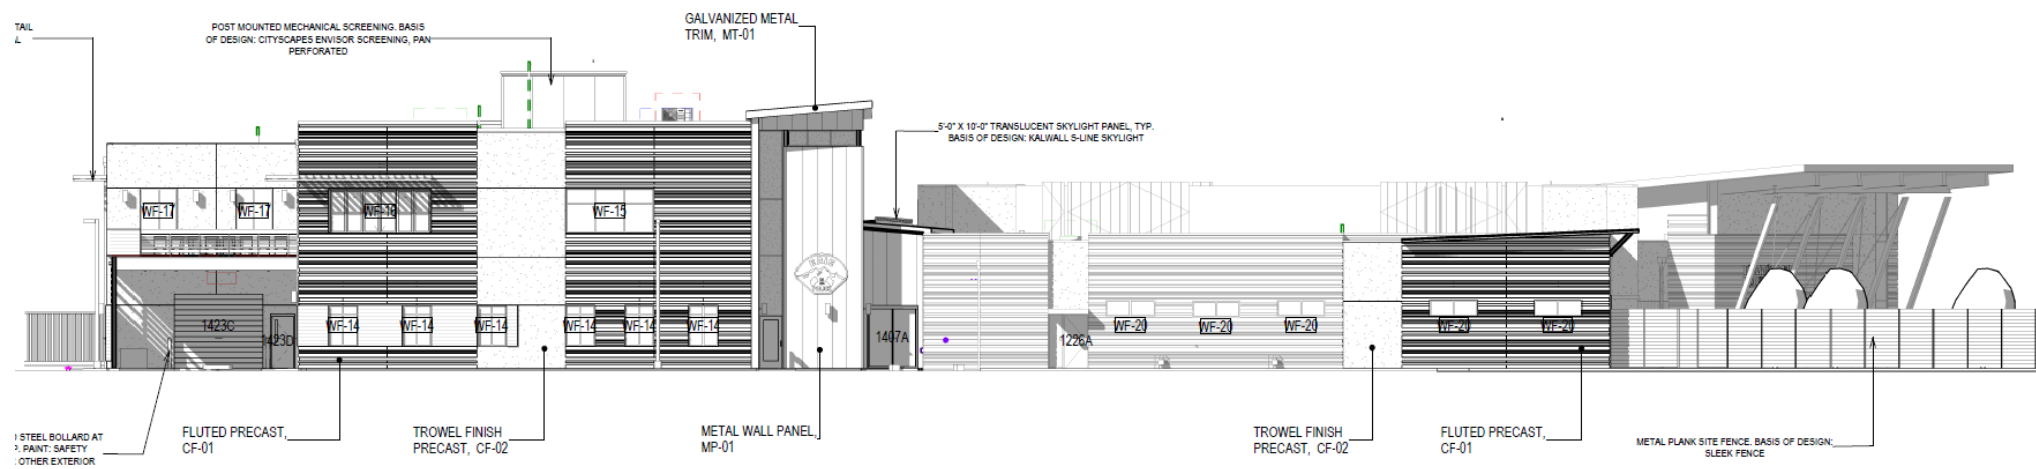 TAIL
POST MOUNTED MECHANICAL SCREENING. BASIS
OF DESIGN: CITYSCAPES ENVISOR SCREENING, PAN
PERFORATED
GALVANIZED METAL
TRIM, MT-01
5'-0" X 10'-0" TRANSLUCENT SKYLIGHT PANEL, TYP.
BASIS OF DESIGN: KALWALL S-LINE SKYLIGHT
WF-17
WF-17
WF-16
WF-15
ERIE
POLICE
1423C
1423D
WF-14
WF-14
WF-14
WF-14
WF-14
WF-14
1407A
1226A
WF-20
WF-20
WF-20
WF-20
WF-20
STEEL BOLLARD AT
P. PAINT: SAFETY
OTHER EXTERIOR
FLUTED PRECAST,
CF-01
TROWEL FINISH
PRECAST, CF-02
METAL WALL PANEL,
MP-01
TROWEL FINISH
PRECAST, CF-02
FLUTED PRECAST,
CF-01
METAL PLANK SITE FENCE. BASIS OF DESIGN:
SLEEK FENCE